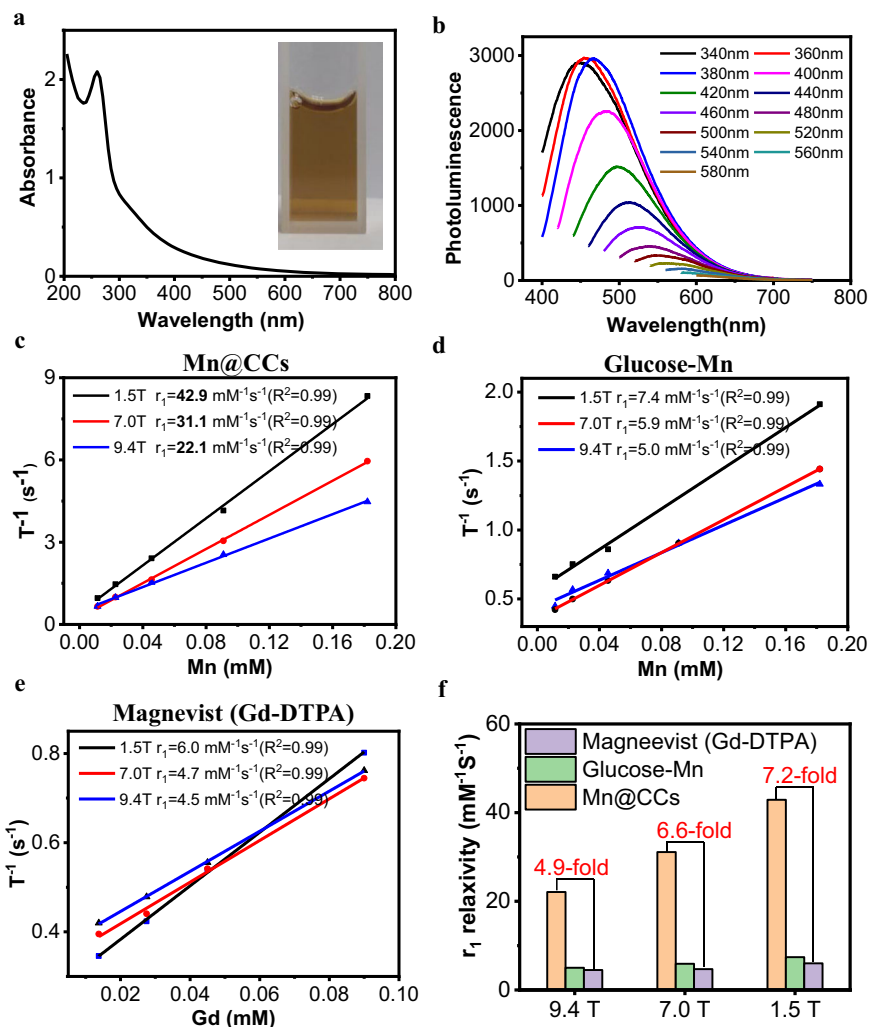 a
Absorbance
2
1
0
200 300 400 500 600 700 800
Wavelength (nm)
b
Photoluminescence
3000
2000
1000
0
340nm 360nm
380nm 400nm
420nm 440nm
460nm 480nm
500nm 520nm
540nm 560nm
580nm
400 500 600 700 800
Wavelength(nm)
c
Mn@CCs
T⁻¹ (s⁻¹)
9
6
3
0
1.5T r₁=42.9 mM⁻¹s⁻¹(R²=0.99)
7.0T r₁=31.1 mM⁻¹s⁻¹(R²=0.99)
9.4T r₁=22.1 mM⁻¹s⁻¹(R²=0.99)
0.00 0.04 0.08 0.12 0.16 0.20
Mn (mM)
d
Glucose-Mn
T⁻¹ (s⁻¹)
2.0
1.5
1.0
0.5
1.5T r₁=7.4 mM⁻¹s⁻¹(R²=0.99)
7.0T r₁=5.9 mM⁻¹s⁻¹(R²=0.99)
9.4T r₁=5.0 mM⁻¹s⁻¹(R²=0.99)
0.00 0.04 0.08 0.12 0.16 0.20
Mn (mM)
e
Magnevist (Gd-DTPA)
T⁻¹ (s⁻¹)
0.8
0.6
0.4
1.5T r₁=6.0 mM⁻¹s⁻¹(R²=0.99)
7.0T r₁=4.7 mM⁻¹s⁻¹(R²=0.99)
9.4T r₁=4.5 mM⁻¹s⁻¹(R²=0.99)
0.02 0.04 0.06 0.08 0.10
Gd (mM)
f
r₁ relaxivity (mM⁻¹S⁻¹)
60
40
20
0
Magneevist (Gd-DTPA)
Glucose-Mn
Mn@CCs
4.9-fold
6.6-fold
7.2-fold
9.4 T 7.0 T 1.5 T